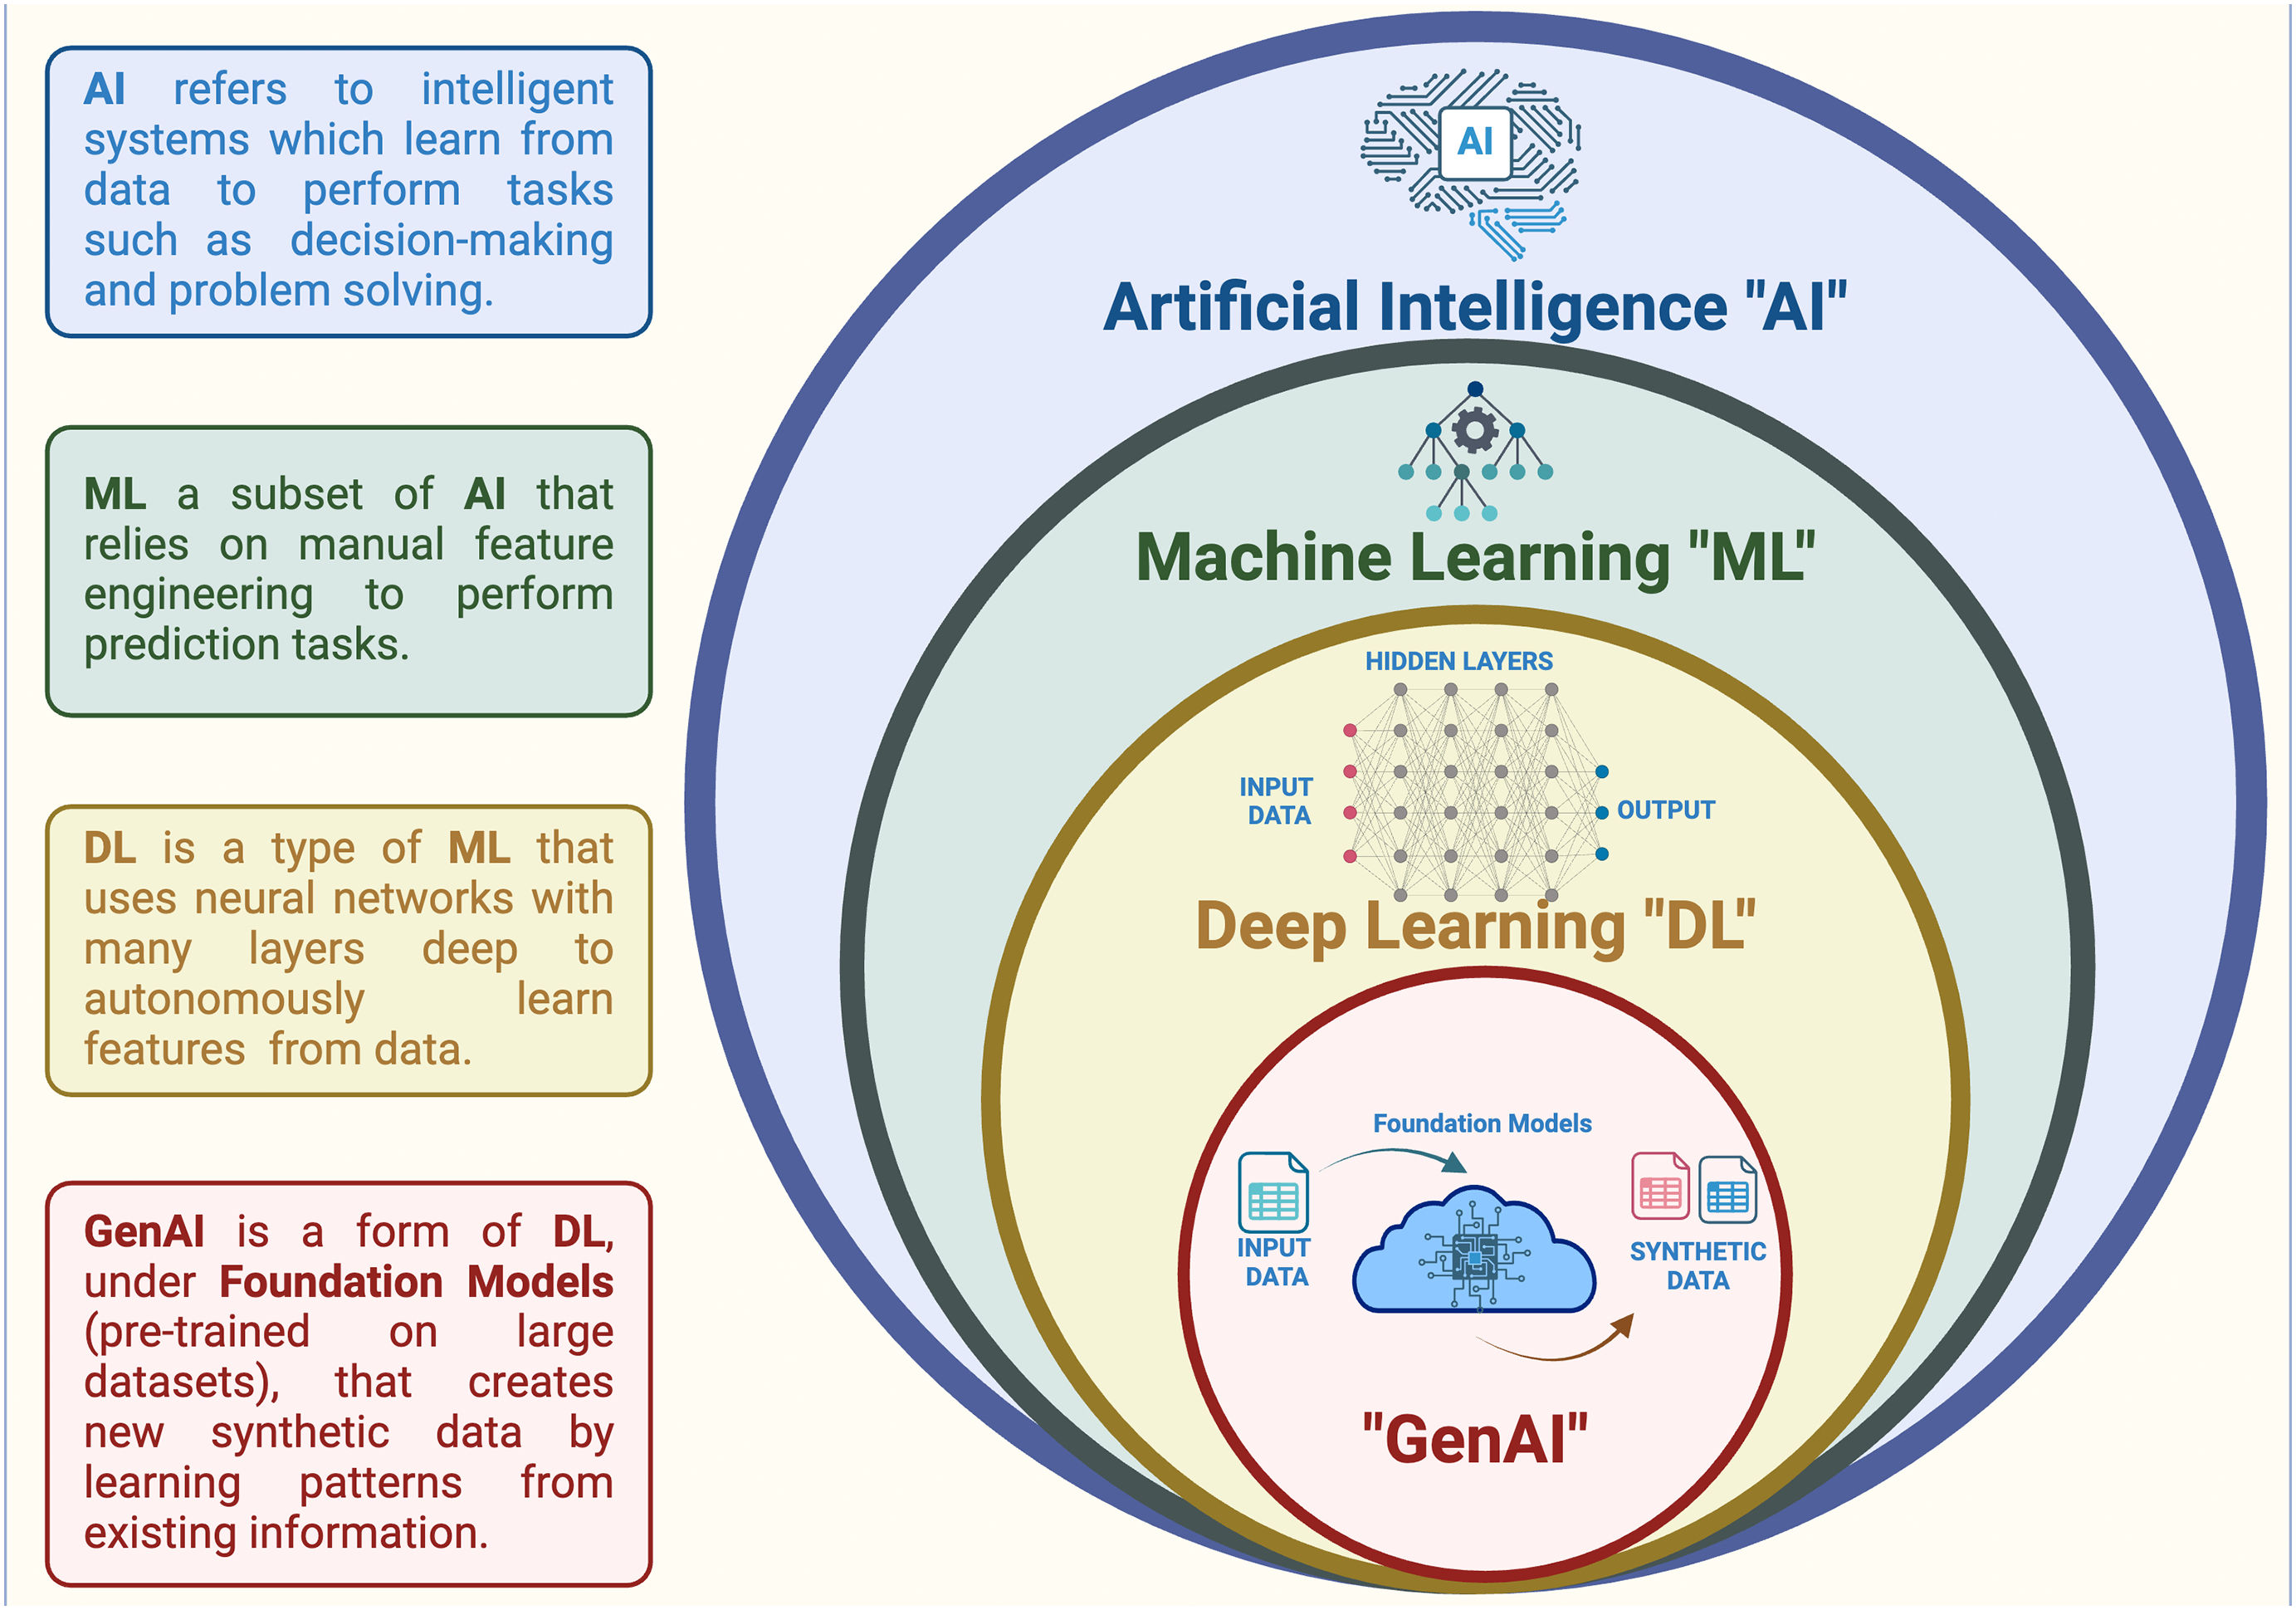 AI refers to intelligent
systems which learn from
data to perform tasks
such as decision-making
and problem solving.
ML a subset of AI that
relies on manual feature
engineering to perform
prediction tasks.
DL is a type of ML that
uses neural networks with
many layers deep to
autonomously learn
features from data.
GenAI is a form of DL,
under Foundation Models
(pre-trained on large
datasets), that creates
new synthetic data by
learning patterns from
existing information.
AI
Artificial Intelligence "AI"
Machine Learning "ML"
HIDDEN LAYERS
INPUT
DATA
OUTPUT
Deep Learning "DL"
Foundation Models
INPUT
DATA
SYNTHETIC
DATA
"GenAI"